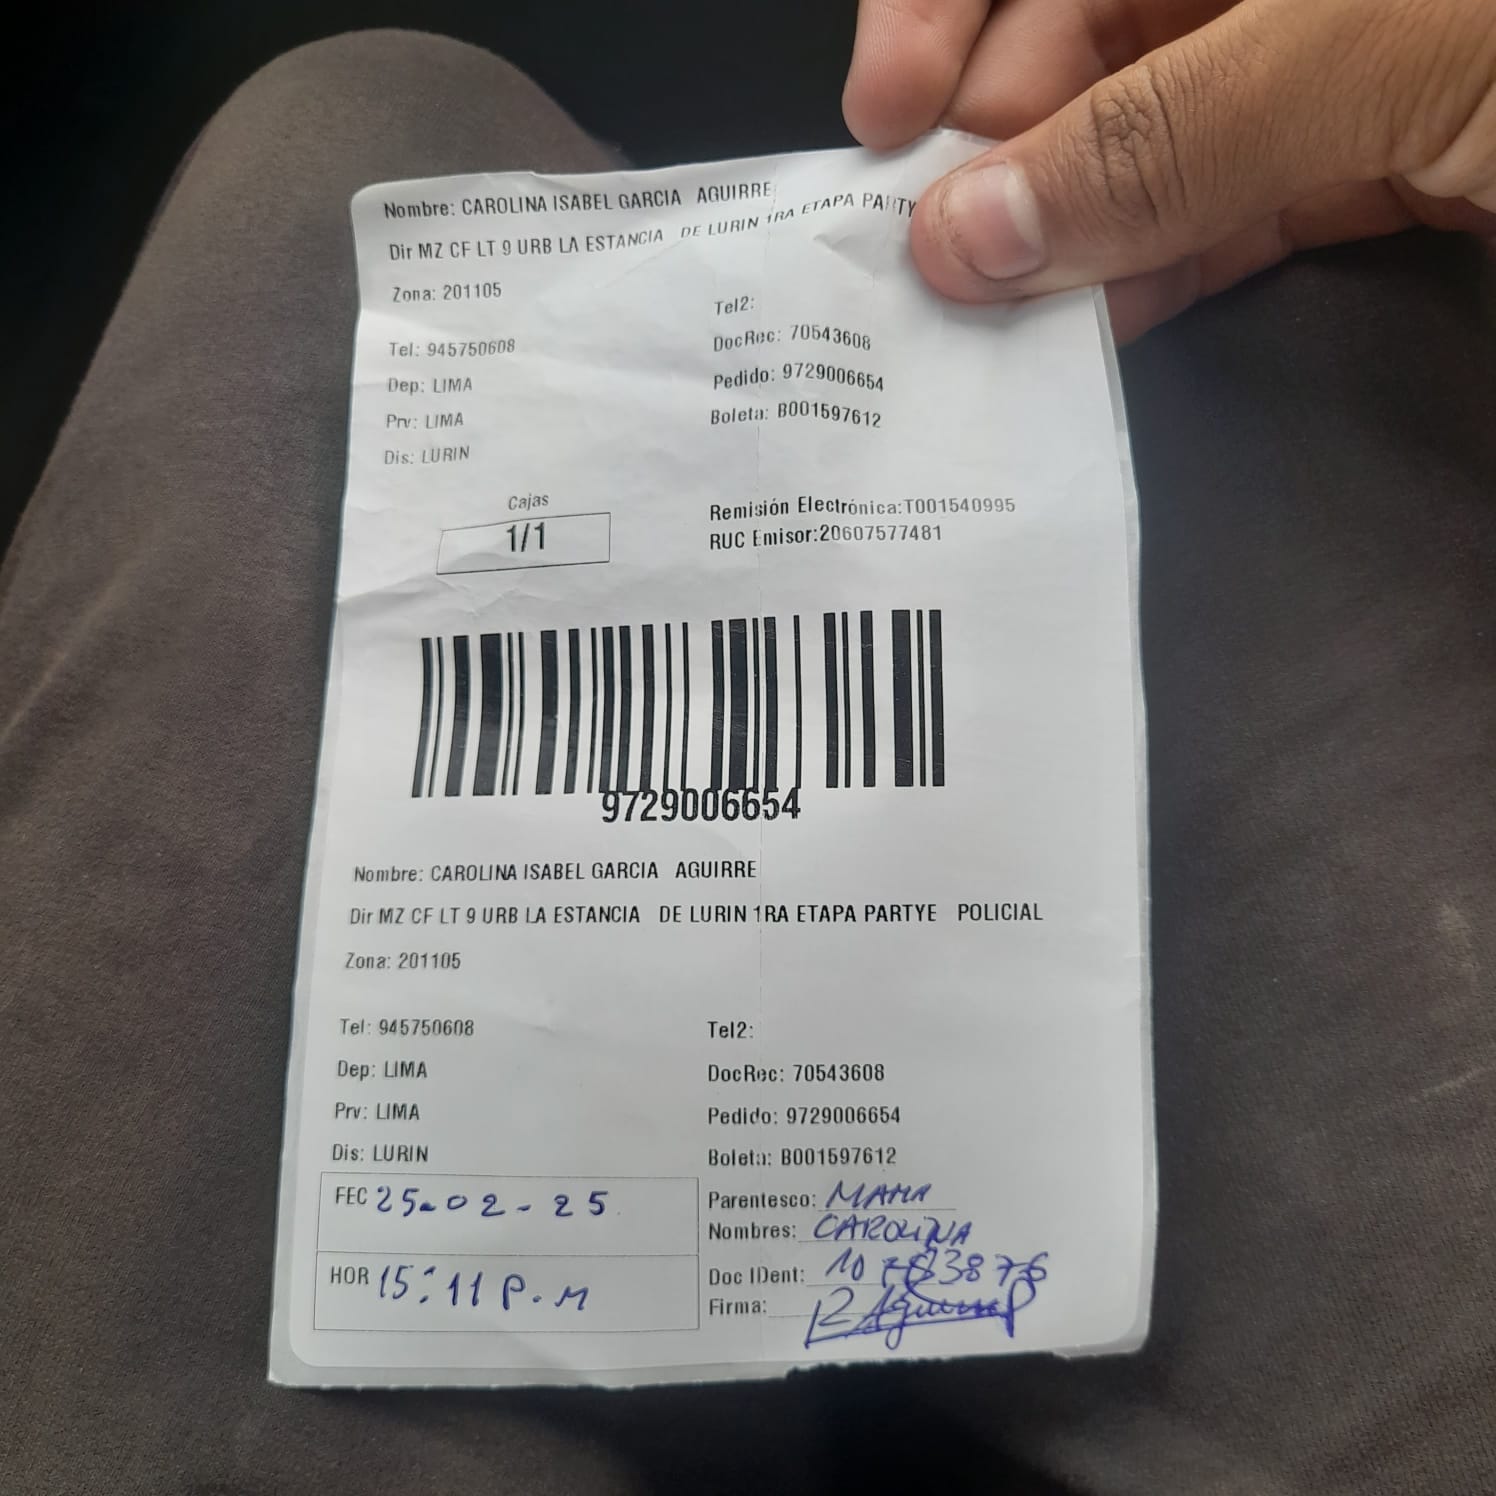 Nombre: CAROLINA ISABEL GARCIA AGUIRRE
Dir MZ CF LT 9 URB LA ESTANCIA DE LURIN 1RA ETAPA PARTY
Zona: 201105
Tel2:
Tel: 945750608
DocRec: 70543608
Dep: LIMA
Pedido: 9729006654
Prv: LIMA
Boleta: B001597612
Dis: LURIN
Cajas
1/1
Remisión Electrónica:T001540995
RUC Emisor:20607577481
9729006654
Nombre: CAROLINA ISABEL GARCIA AGUIRRE
Dir MZ CF LT 9 URB LA ESTANCIA DE LURIN 1RA ETAPA PARTYE POLICIAL
Zona: 201105
Tel: 945750608
Tel2:
Dep: LIMA
DocRec: 70543608
Prv: LIMA
Pedido: 9729006654
Dis: LURIN
Boleta: B001597612
FEC 25-02-25
Parentesco: MAMA
Nombres: CAROLINA
HOR 15:11 P.M
Doc IDent:
Firma: